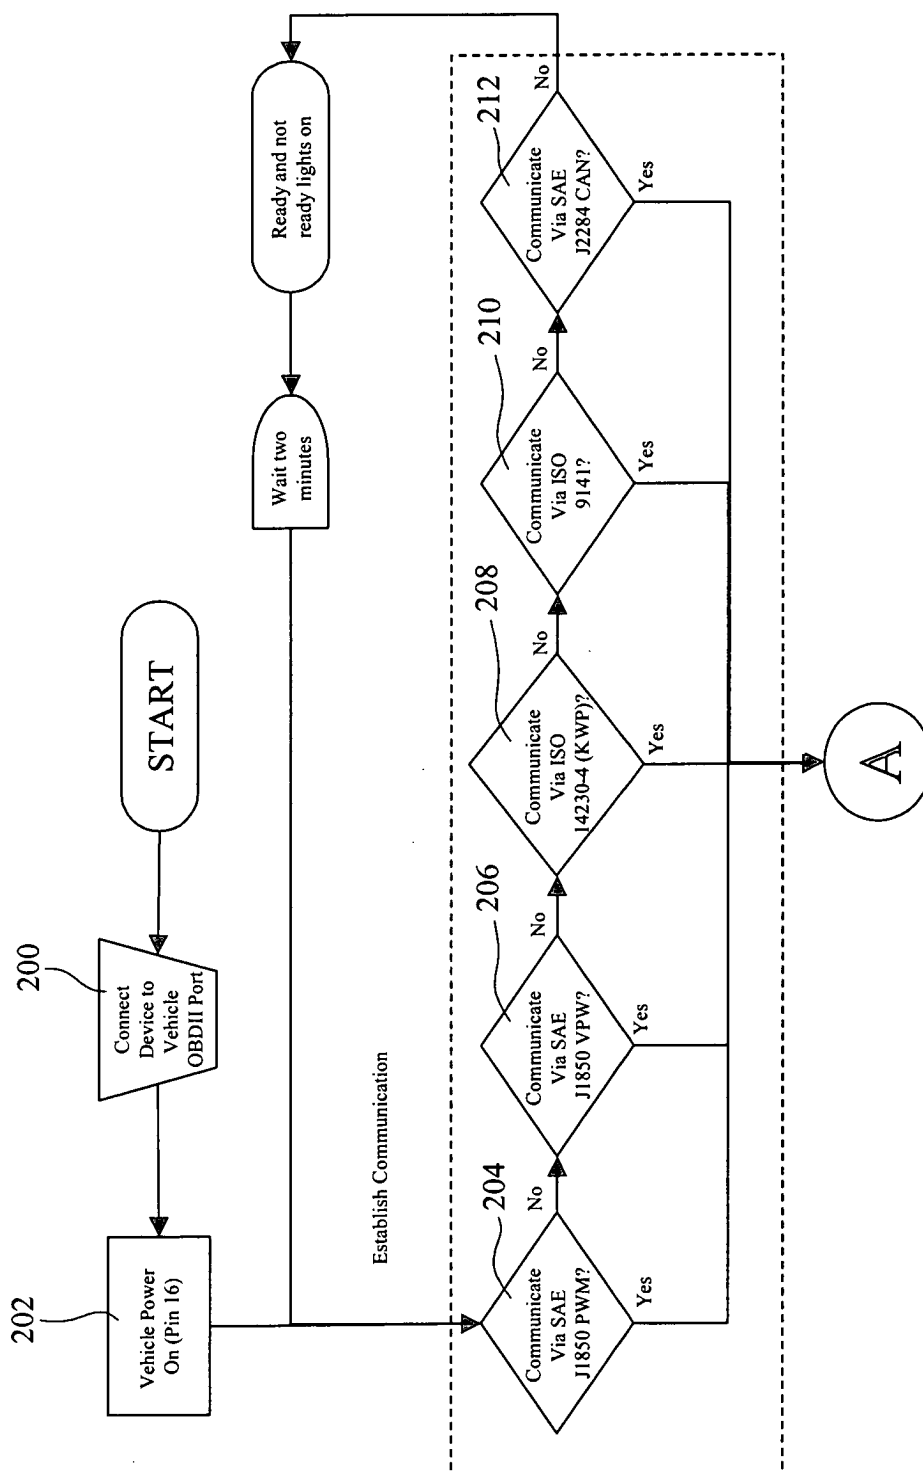 START
200
Connect
Device to
Vehicle
OBDII Port
202
Vehicle Power
On (Pin 16)
Establish Communication
204
Communicate
Via SAE
J1850 PWM?
No
Yes
206
Communicate
Via SAE
J1850 VPW?
No
Yes
208
Communicate
Via ISO
14230-4 (KWP)?
No
Yes
210
Communicate
Via ISO
9141?
No
Yes
212
Communicate
Via SAE
J2284 CAN?
No
Yes
Ready and not
ready lights on
Wait two
minutes
A